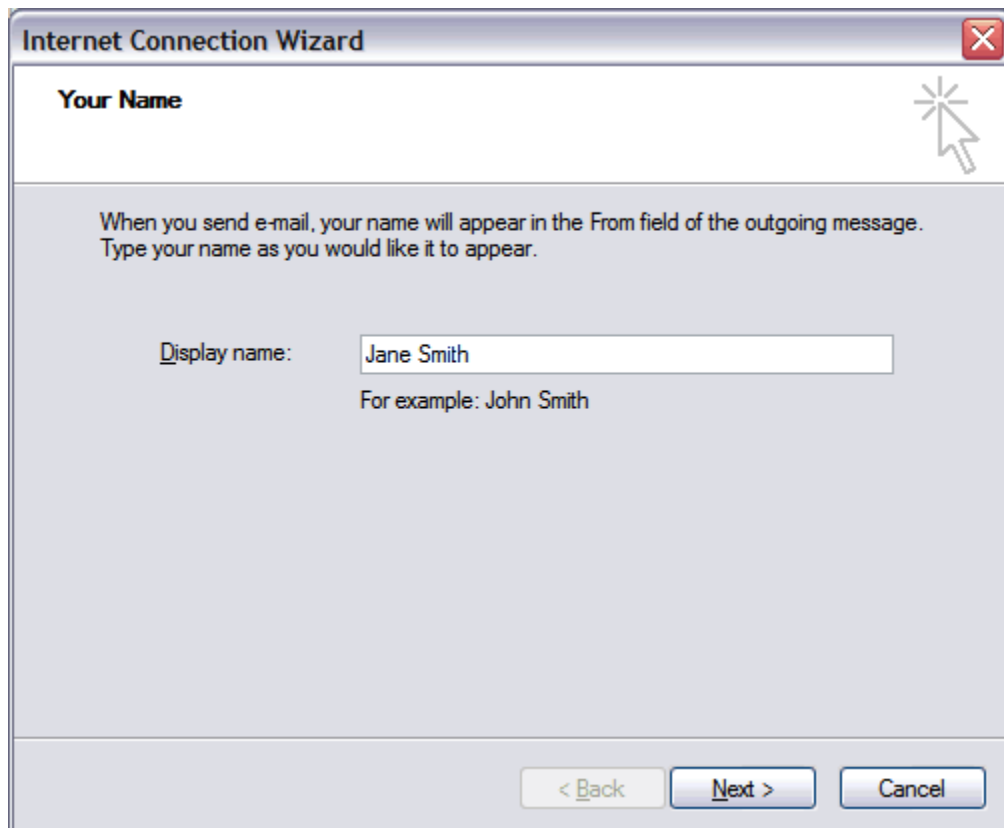 Internet Connection Wizard
Your Name
When you send e-mail, your name will appear in the From field of the outgoing message.
Type your name as you would like it to appear.
Display name: Jane Smith
For example: John Smith
< Back Next > Cancel